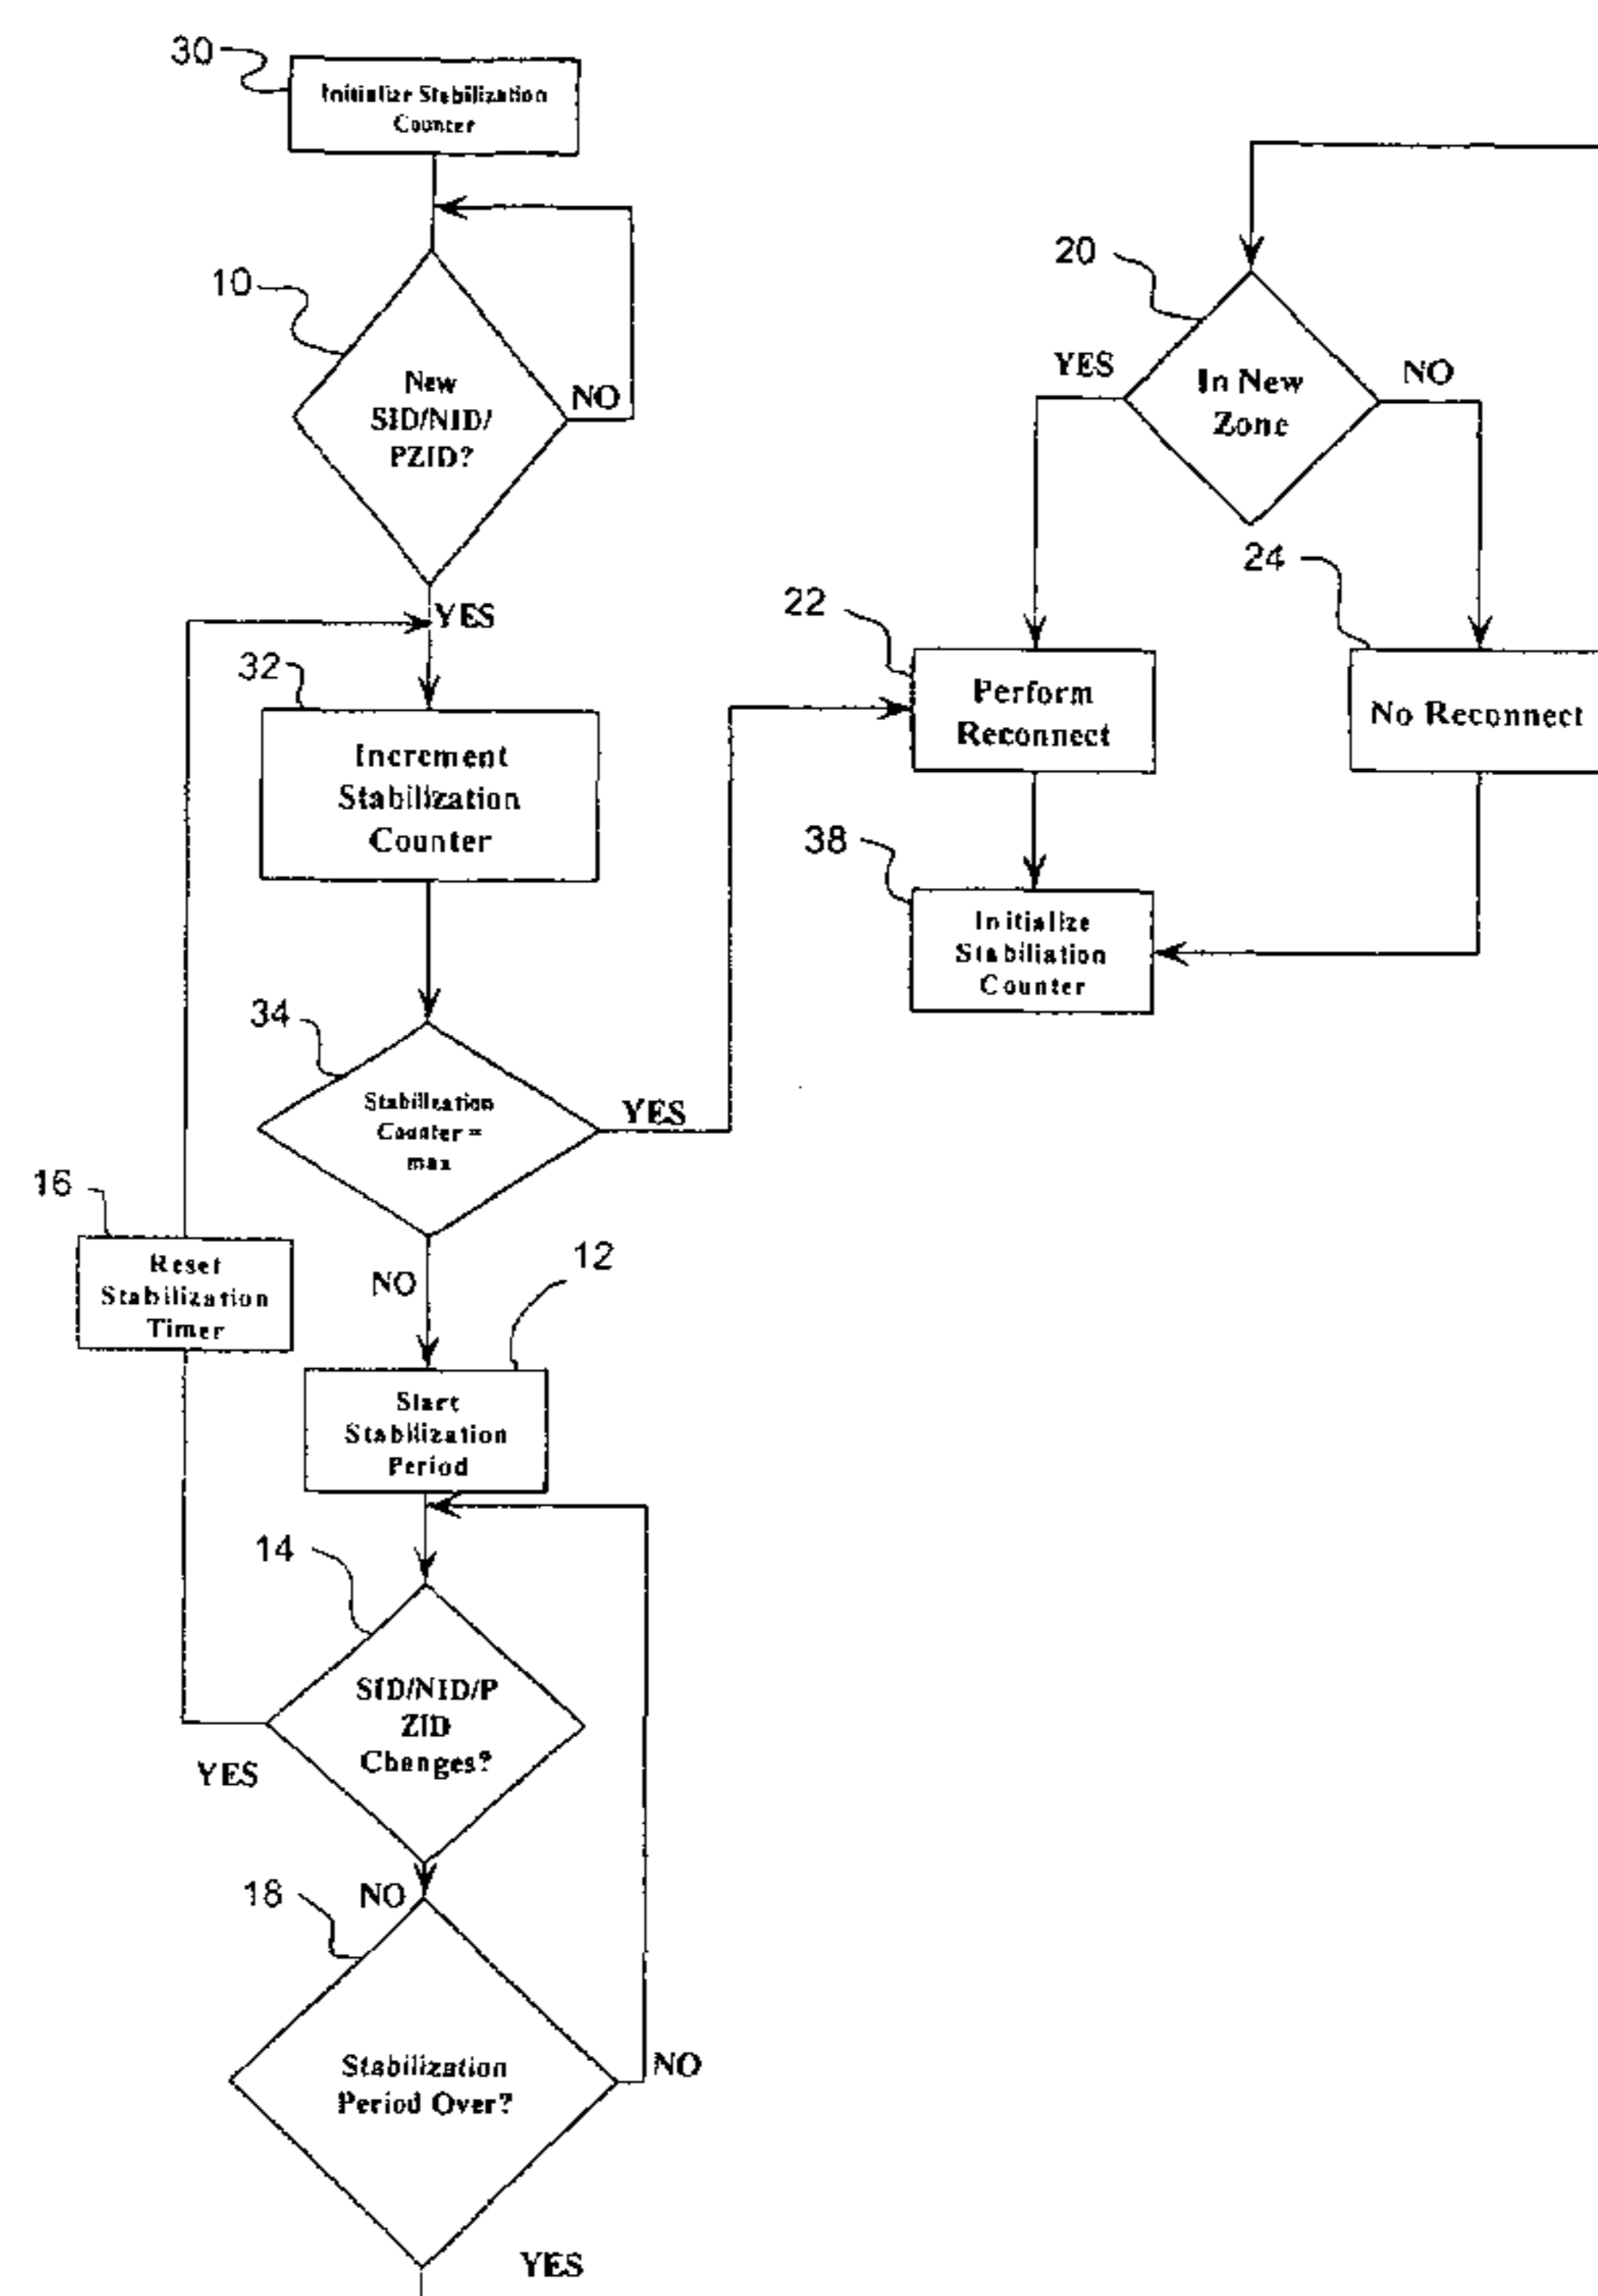 30
Initialize Stabilization
Counter
10
New
SID/NID/
PZID?
NO
YES
32
Increment
Stabilization
Counter
34
Stabilization
Counter =
max
YES
16
Reset
Stabilization
Timer
NO
12
Start
Stabilization
Period
14
SID/NID/P
ZID
Changes?
YES
NO
18
Stabilization
Period Over?
NO
YES
20
In New
Zone
YES
NO
22
Perform
Reconnect
24
No Reconnect
38
Initialize
Stabiliation
Counter